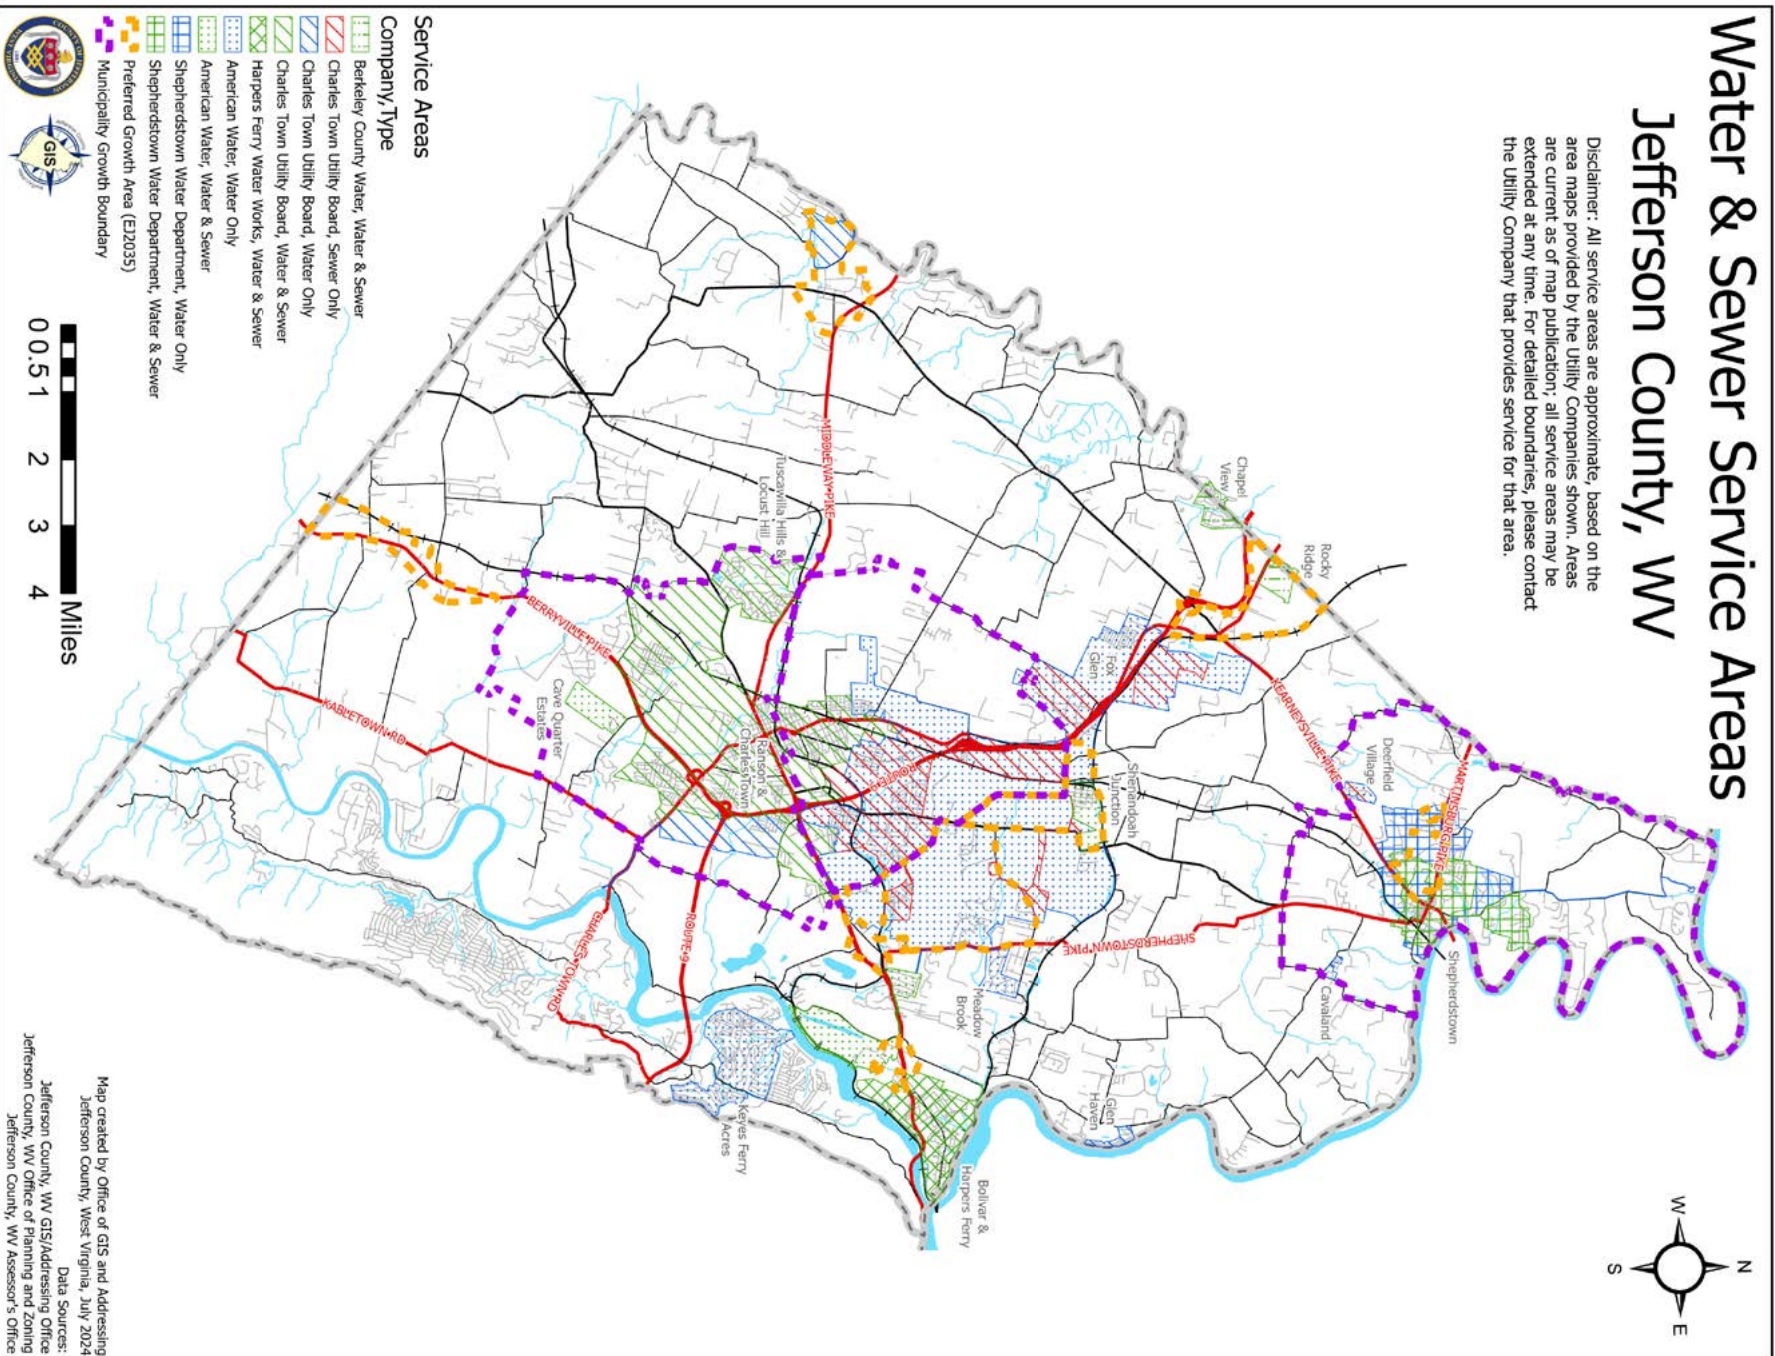 Water & Sewer Service Areas
Jefferson County, WV
Disclaimer: All service areas are approximate, based on the
area maps provided by the Utility Companies shown. Areas
are current as of map publication; all service areas may be
extended at any time. For detailed boundaries, please contact
the Utility Company that provides service for that area.
N
W
E
S
Shepherdstown
MARTINSBURG PIKE
Deerfield
Village
Cavaland
KEARNEYSVILLE PIKE
Rocky
Ridge
Chapel
View
SHEPHERDSTOWN PIKE
Shenandoah
Junction
Fox
Glen
Glen
Haven
Meadow
Brook
Bolivar &
Harpers Ferry
ROUTE 9
MIDDLEWAY PIKE
Tuscawilla Hills &
Locust Hill
Ranson &
Charles Town
Keyes Ferry
Acres
ROUTE 9
CHARLES TOWN RD
BERRYVILLE PIKE
Cave Quarter
Estates
KABLETOWN RD
Service Areas
Company,Type
Berkeley County Water, Water & Sewer
Charles Town Utility Board, Sewer Only
Charles Town Utility Board, Water Only
Charles Town Utility Board, Water & Sewer
Harpers Ferry Water Works, Water & Sewer
American Water, Water Only
American Water, Water & Sewer
Shepherdstown Water Department, Water Only
Shepherdstown Water Department, Water & Sewer
Preferred Growth Area (EJ2035)
Municipality Growth Boundary
COUNTY OF JEFFERSON
WEST VIRGINIA
GIS
0 0.5 1 2 3 4
Miles
Map created by Office of GIS and Addressing
Jefferson County, West Virginia, July 2024
Data Sources:
Jefferson County, WV GIS/Addressing Office
Jefferson County, WV Office of Planning and Zoning
Jefferson County, WV Assessor's Office